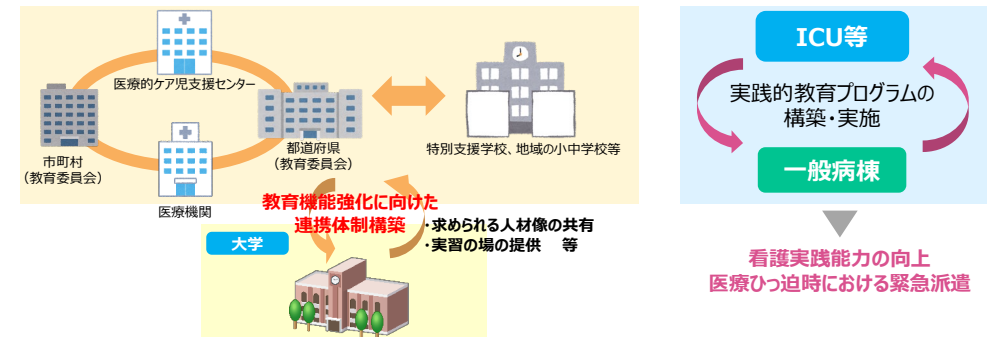 医療的ケア児支援センター
市町村
（教育委員会）
都道府県
（教育委員会）
医療機関
特別支援学校、地域の小中学校等
教育機能強化に向けた
連携体制構築
・求められる人材像の共有
・実習の場の提供　等
大学
ICU等
実践的教育プログラムの
構築・実施
一般病棟
看護実践能力の向上
医療ひっ迫時における緊急派遣